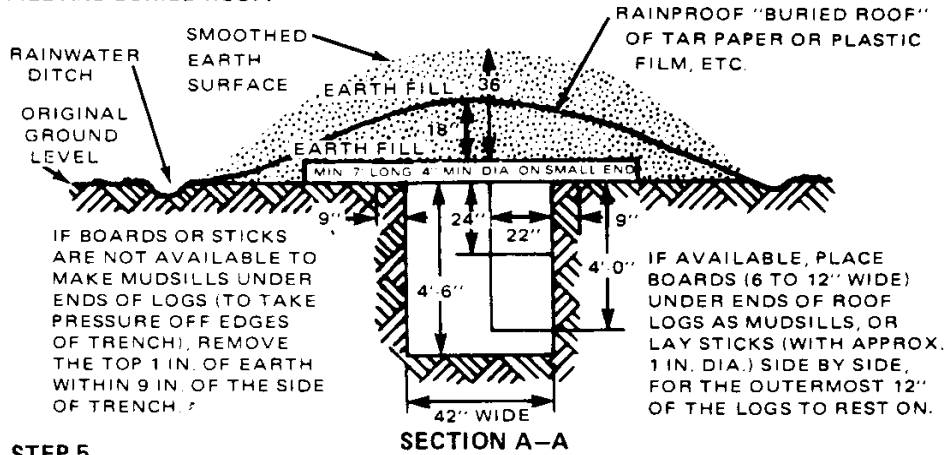 RAINPROOF "BURIED ROOF"
OF TAR PAPER OR PLASTIC
FILM, ETC.
SMOOTHED
EARTH
SURFACE
RAINWATER
DITCH
ORIGINAL
GROUND
LEVEL
EARTH FILL
36
18
EARTH FILL
MIN 7' LONG 4" MIN DIA ON SMALL END
9"
24"
22"
9"
4'-6"
4'-0"
IF BOARDS OR STICKS
ARE NOT AVAILABLE TO
MAKE MUDSILLS UNDER
ENDS OF LOGS (TO TAKE
PRESSURE OFF EDGES
OF TRENCH), REMOVE
THE TOP 1 IN. OF EARTH
WITHIN 9 IN. OF THE SIDE
OF TRENCH.
IF AVAILABLE, PLACE
BOARDS (6 TO 12" WIDE)
UNDER ENDS OF ROOF
LOGS AS MUDSILLS, OR
LAY STICKS (WITH APPROX.
1 IN. DIA.) SIDE BY SIDE,
FOR THE OUTERMOST 12"
OF THE LOGS TO REST ON.
42" WIDE
SECTION A–A
STEP 5